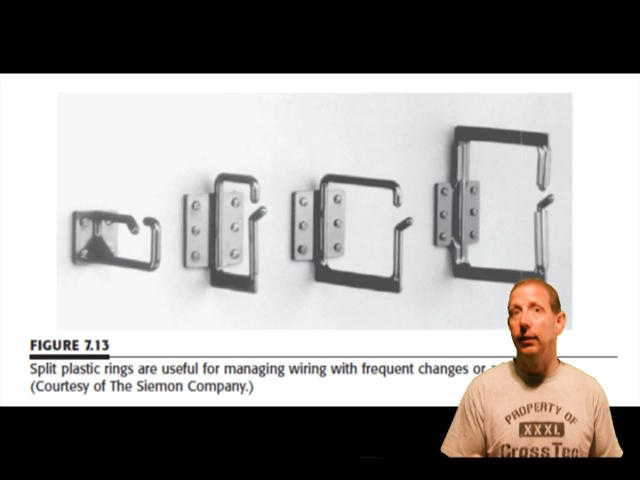 FIGURE 7.13
Split plastic rings are useful for managing wiring with frequent changes or
(Courtesy of The Siemon Company.)
PROPERTY OF
XXXL